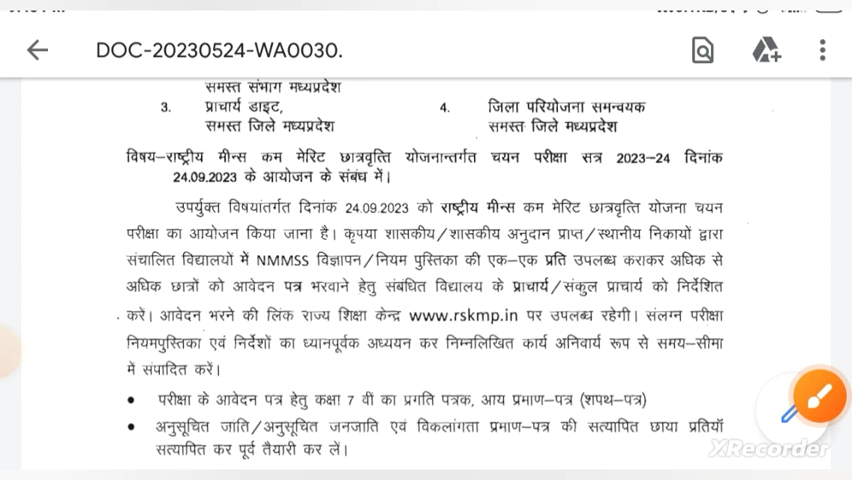 DOC-20230524-WA0030.
समस्त संभाग मध्यप्रदेश
3. प्राचार्य डाइट, 4. जिला परियोजना समन्वयक
समस्त जिले मध्यप्रदेश समस्त जिले मध्यप्रदेश
विषय–राष्ट्रीय मीन्स कम मेरिट छात्रवृत्ति योजनान्तर्गत चयन परीक्षा सत्र 2023–24 दिनांक
24.09.2023 के आयोजन के संबंध में।
उपर्युक्त विषयांतर्गत दिनांक 24.09.2023 को राष्ट्रीय मीन्स कम मेरिट छात्रवृत्ति योजना चयन
परीक्षा का आयोजन किया जाना है। कृपया शासकीय/शासकीय अनुदान प्राप्त/स्थानीय निकायों द्वारा
संचालित विद्यालयों में NMMSS विज्ञापन/नियम पुस्तिका की एक–एक प्रति उपलब्ध कराकर अधिक से
अधिक छात्रों को आवेदन पत्र भरवाने हेतु संबंधित विद्यालय के प्राचार्य/संकुल प्राचार्य को निर्देशित
करें। आवेदन भरने की लिंक राज्य शिक्षा केन्द्र www.rskmp.in पर उपलब्ध रहेगी। संलग्न परीक्षा
नियमपुस्तिका एवं निर्देशों का ध्यानपूर्वक अध्ययन कर निम्नलिखित कार्य अनिवार्य रूप से समय–सीमा
में संपादित करें।
• परीक्षा के आवेदन पत्र हेतु कक्षा 7 वीं का प्रगति पत्रक, आय प्रमाण–पत्र (शपथ–पत्र)
• अनुसूचित जाति/अनुसूचित जनजाति एवं विकलांगता प्रमाण–पत्र की सत्यापित छाया प्रतियाँ
सत्यापित कर पूर्व तैयारी कर लें।
XRecorder